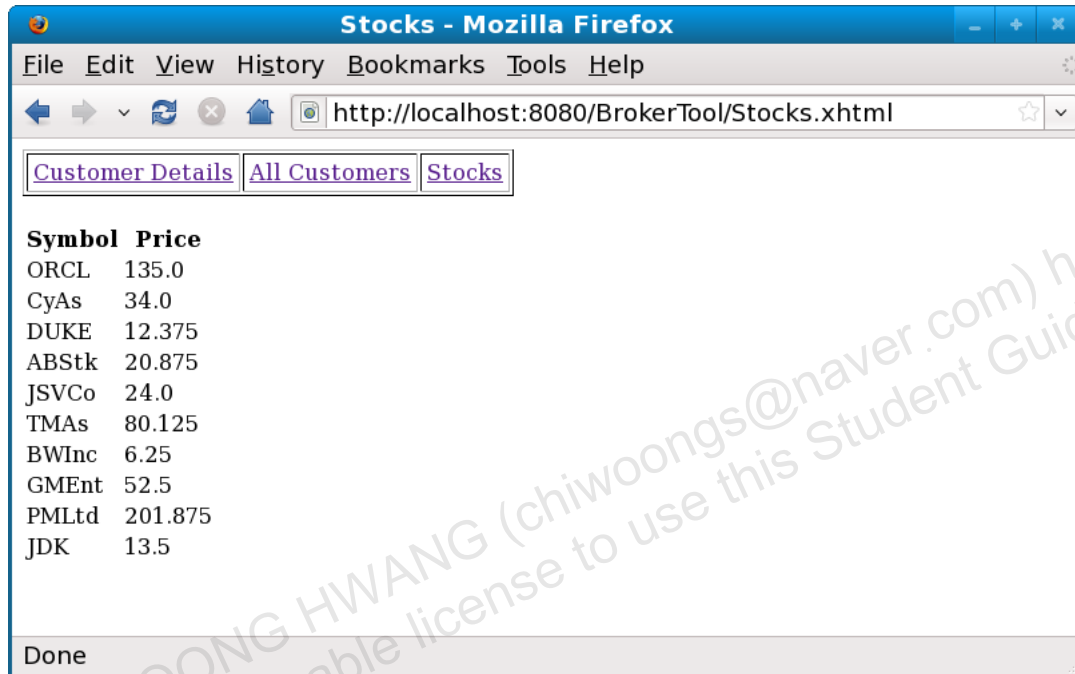 Stocks - Mozilla Firefox
File Edit View History Bookmarks Tools Help
http://localhost:8080/BrokerTool/Stocks.xhtml
Customer Details All Customers Stocks
Symbol Price
ORCL 135.0
CyAs 34.0
DUKE 12.375
ABStk 20.875
JSVCo 24.0
TMAs 80.125
BWInc 6.25
GMEnt 52.5
PMLtd 201.875
JDK 13.5
HWANG (chiwoongs@naver.com)
license to use this Student
Done